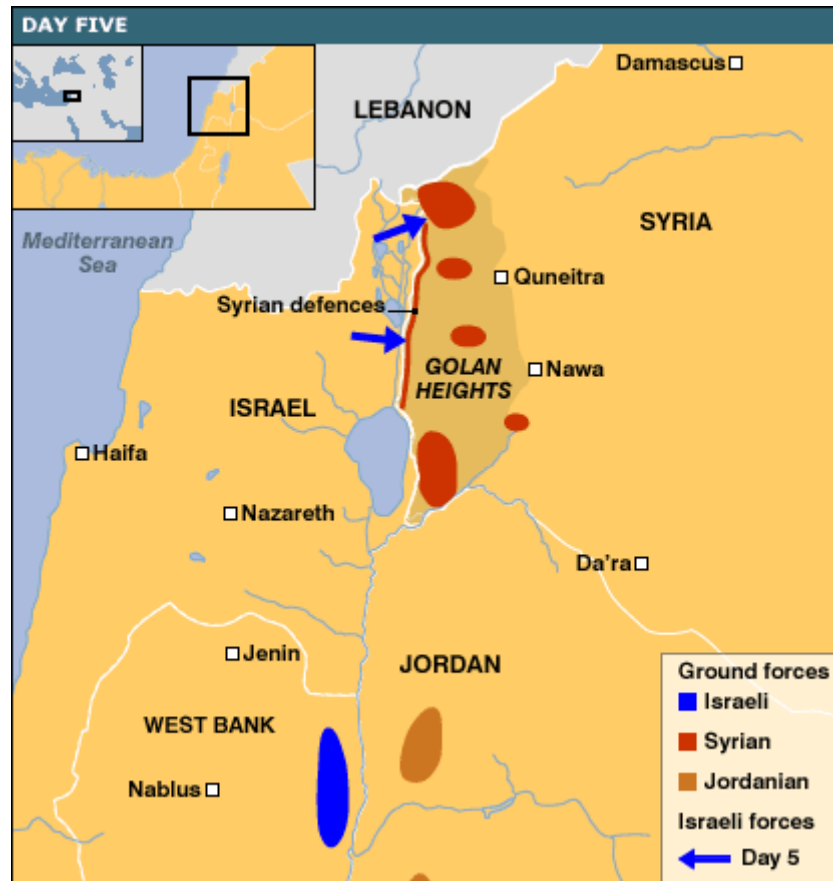 DAY FIVE
Damascus
LEBANON
SYRIA
Mediterranean
Sea
Quneitra
Syrian defences
GOLAN
HEIGHTS
Nawa
ISRAEL
Haifa
Nazareth
Da'ra
Jenin
JORDAN
WEST BANK
Nablus
Ground forces
Israeli
Syrian
Jordanian
Israeli forces
Day 5